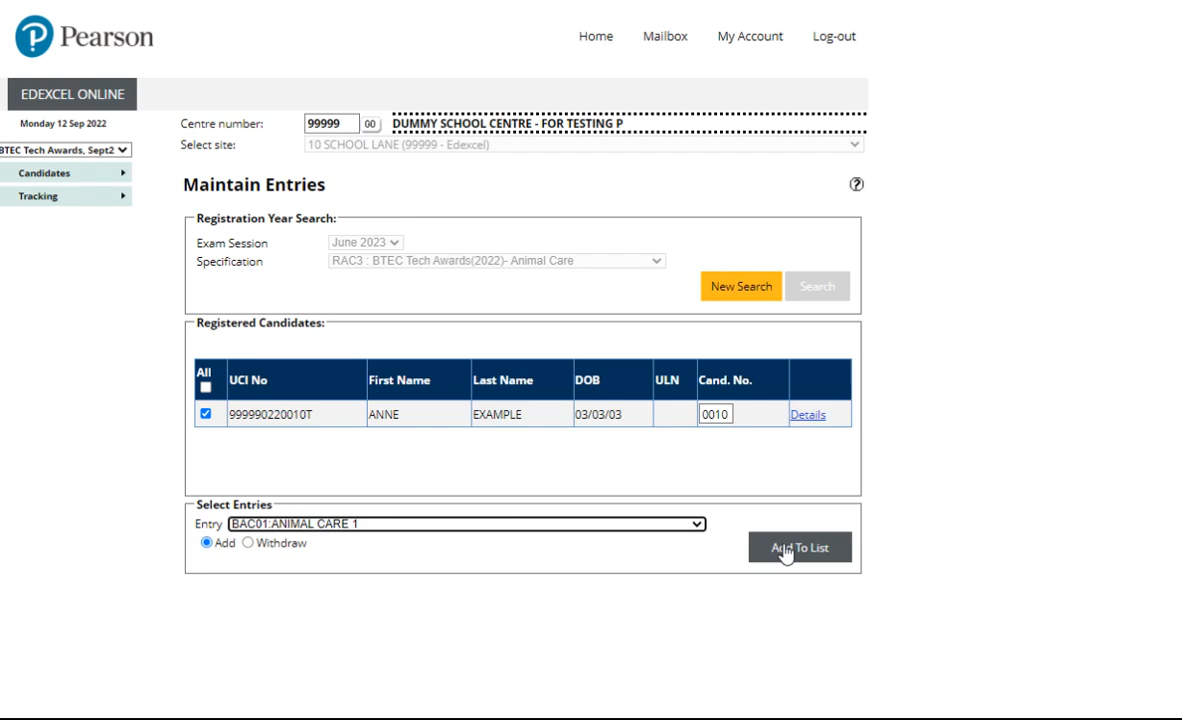 Pearson
Home Mailbox My Account Log-out
EDEXCEL ONLINE
Monday 12 Sep 2022
BTEC Tech Awards, Sept2
Candidates
Tracking
Centre number: 99999 GO DUMMY SCHOOL CENTRE - FOR TESTING P
Select site: 10 SCHOOL LANE (99999 - Edexcel)
Maintain Entries ?
Registration Year Search:
Exam Session June 2023
Specification RAC3 : BTEC Tech Awards(2022)- Animal Care
New Search Search
Registered Candidates:
All UCI No First Name Last Name DOB ULN Cand. No.
999990220010T ANNE EXAMPLE 03/03/03 0010 Details
Select Entries
Entry BAC01:ANIMAL CARE 1
Add Withdraw
Add To List